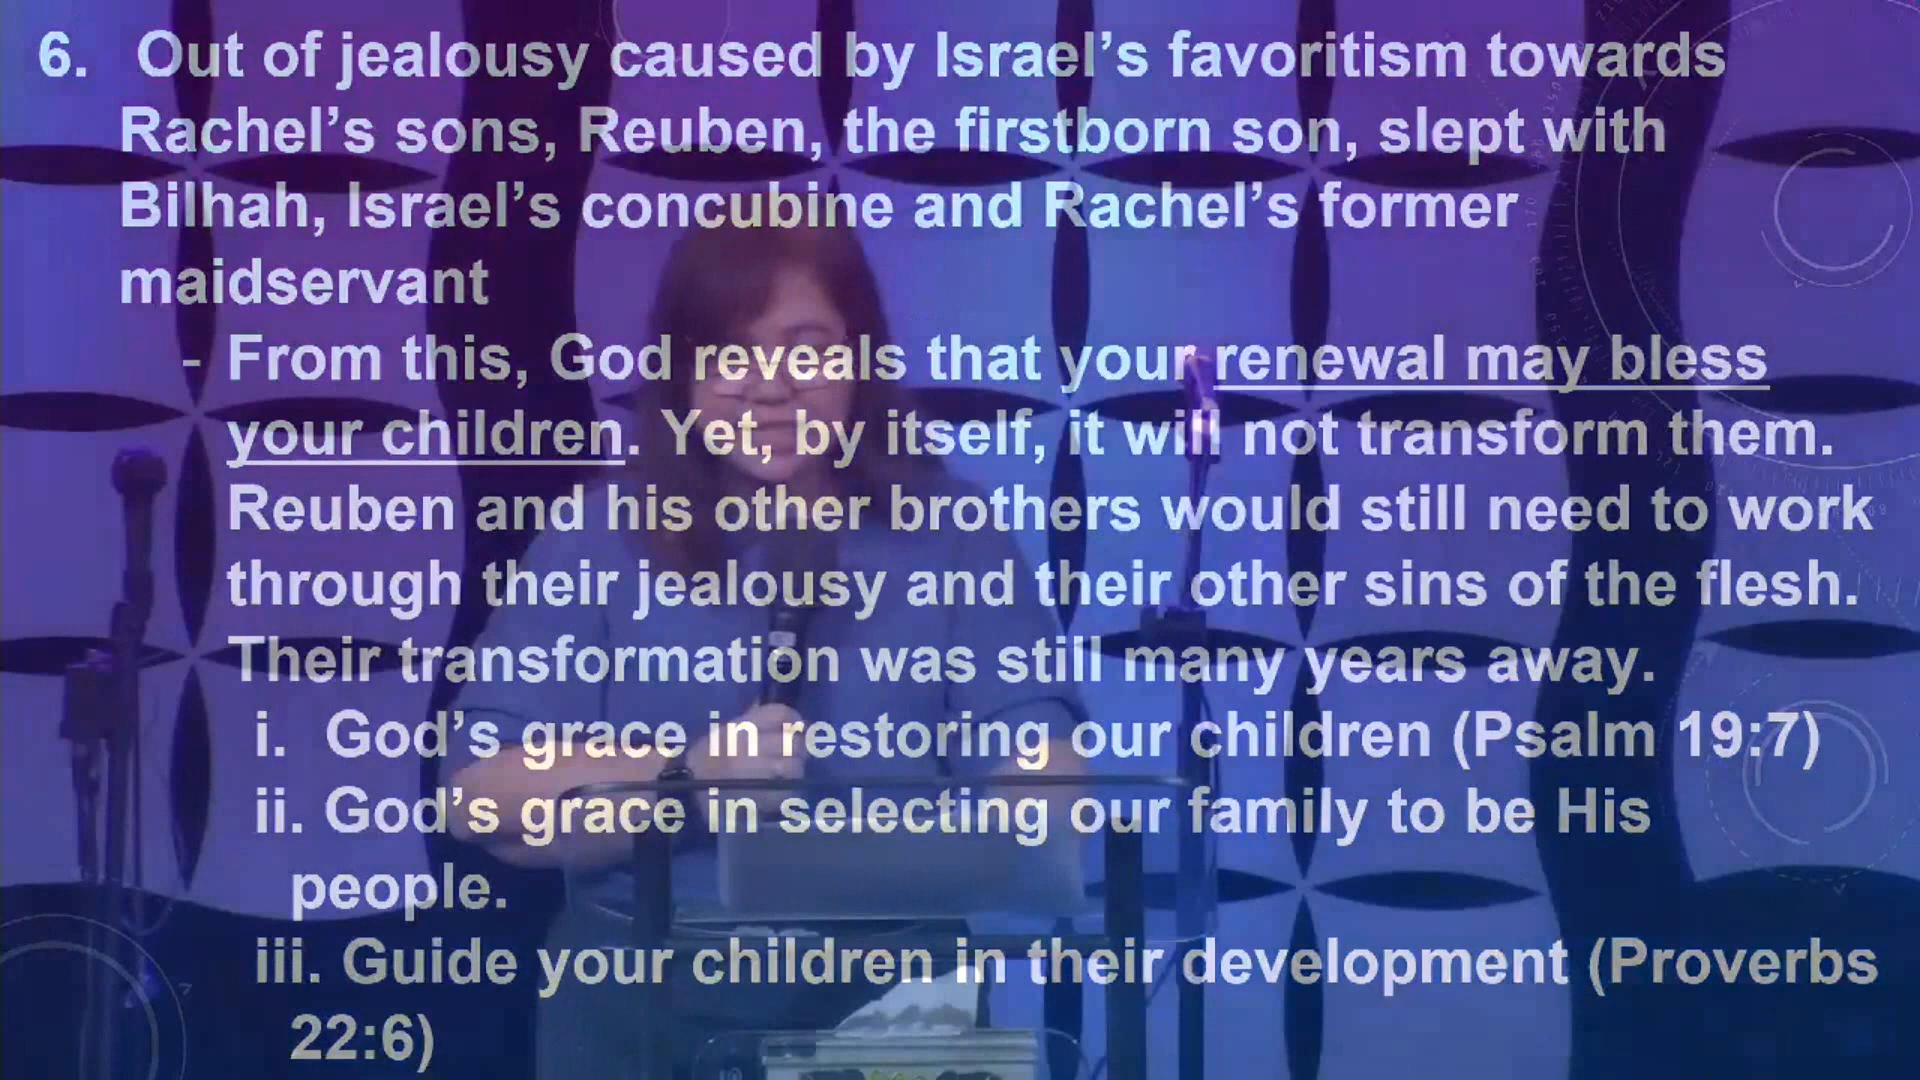 6. Out of jealousy caused by Israel’s favoritism towards
Rachel’s sons, Reuben, the firstborn son, slept with
Bilhah, Israel’s concubine and Rachel’s former
maidservant
- From this, God reveals that your renewal may bless
your children. Yet, by itself, it will not transform them.
Reuben and his other brothers would still need to work
through their jealousy and their other sins of the flesh.
Their transformation was still many years away.
i. God’s grace in restoring our children (Psalm 19:7)
ii. God’s grace in selecting our family to be His
people.
iii. Guide your children in their development (Proverbs
22:6)